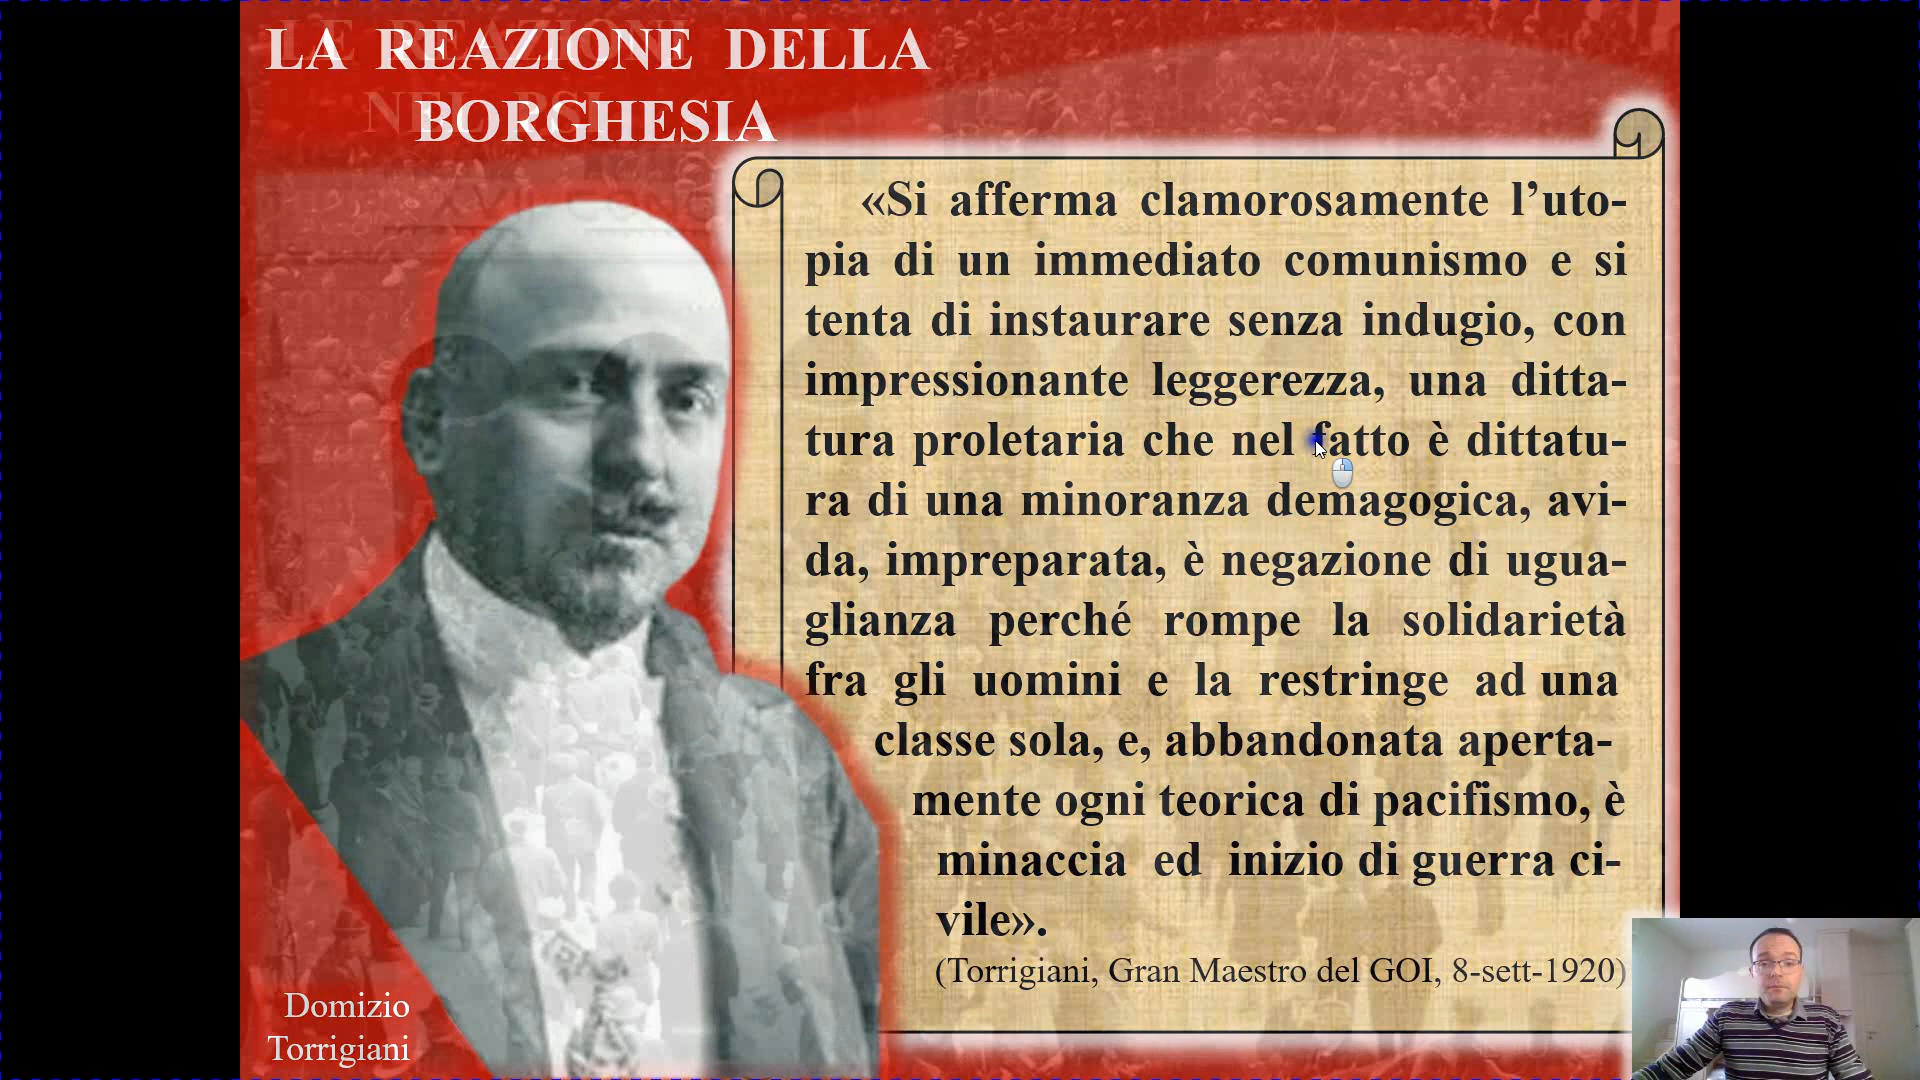 LA REAZIONE DELLA
BORGHESIA
NEL PSI
«Si afferma clamorosamente l’uto-
pia di un immediato comunismo e si
tenta di instaurare senza indugio, con
impressionante leggerezza, una ditta-
tura proletaria che nel fatto è dittatu-
ra di una minoranza demagogica, avi-
da, impreparata, è negazione di ugua-
glianza perché rompe la solidarietà
fra gli uomini e la restringe ad una
classe sola, e, abbandonata aperta-
mente ogni teorica di pacifismo, è
minaccia ed inizio di guerra ci-
vile».
(Torrigiani, Gran Maestro del GOI, 8-sett-1920)
Domizio
Torrigiani